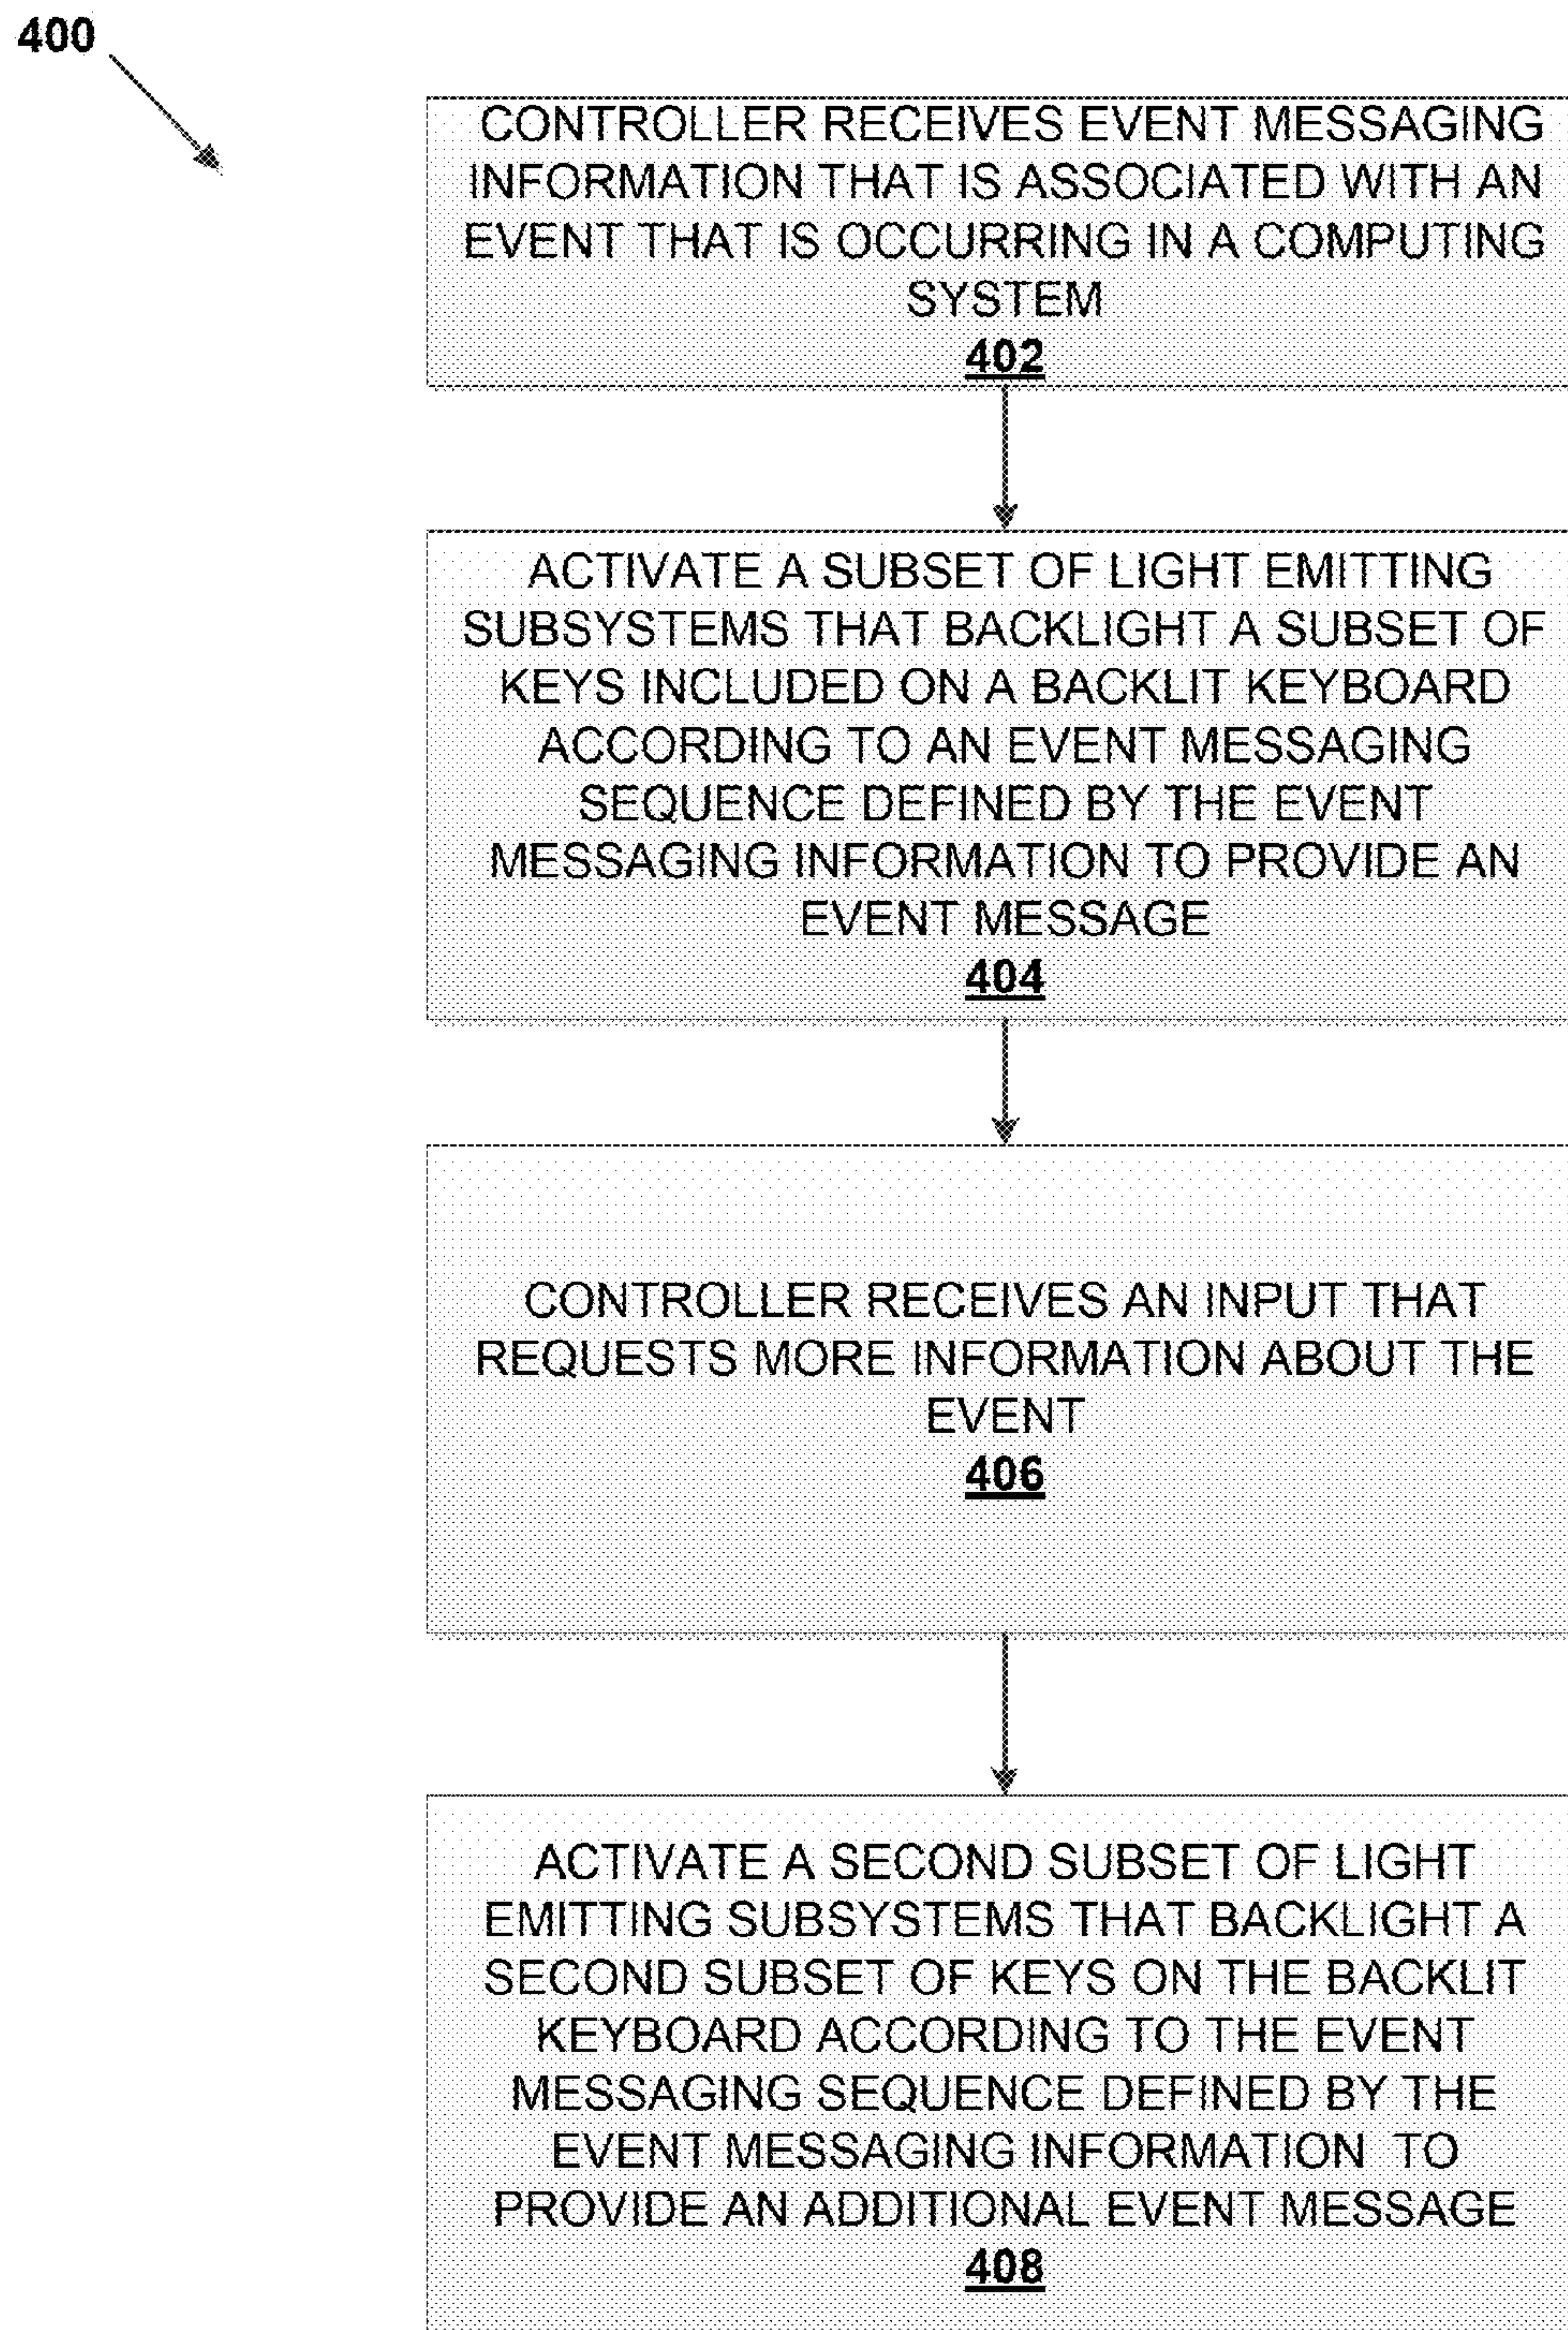 400
CONTROLLER RECEIVES EVENT MESSAGING
INFORMATION THAT IS ASSOCIATED WITH AN
EVENT THAT IS OCCURRING IN A COMPUTING
SYSTEM
402
ACTIVATE A SUBSET OF LIGHT EMITTING
SUBSYSTEMS THAT BACKLIGHT A SUBSET OF
KEYS INCLUDED ON A BACKLIT KEYBOARD
ACCORDING TO AN EVENT MESSAGING
SEQUENCE DEFINED BY THE EVENT
MESSAGING INFORMATION TO PROVIDE AN
EVENT MESSAGE
404
CONTROLLER RECEIVES AN INPUT THAT
REQUESTS MORE INFORMATION ABOUT THE
EVENT
406
ACTIVATE A SECOND SUBSET OF LIGHT
EMITTING SUBSYSTEMS THAT BACKLIGHT A
SECOND SUBSET OF KEYS ON THE BACKLIT
KEYBOARD ACCORDING TO THE EVENT
MESSAGING SEQUENCE DEFINED BY THE
EVENT MESSAGING INFORMATION TO
PROVIDE AN ADDITIONAL EVENT MESSAGE
408